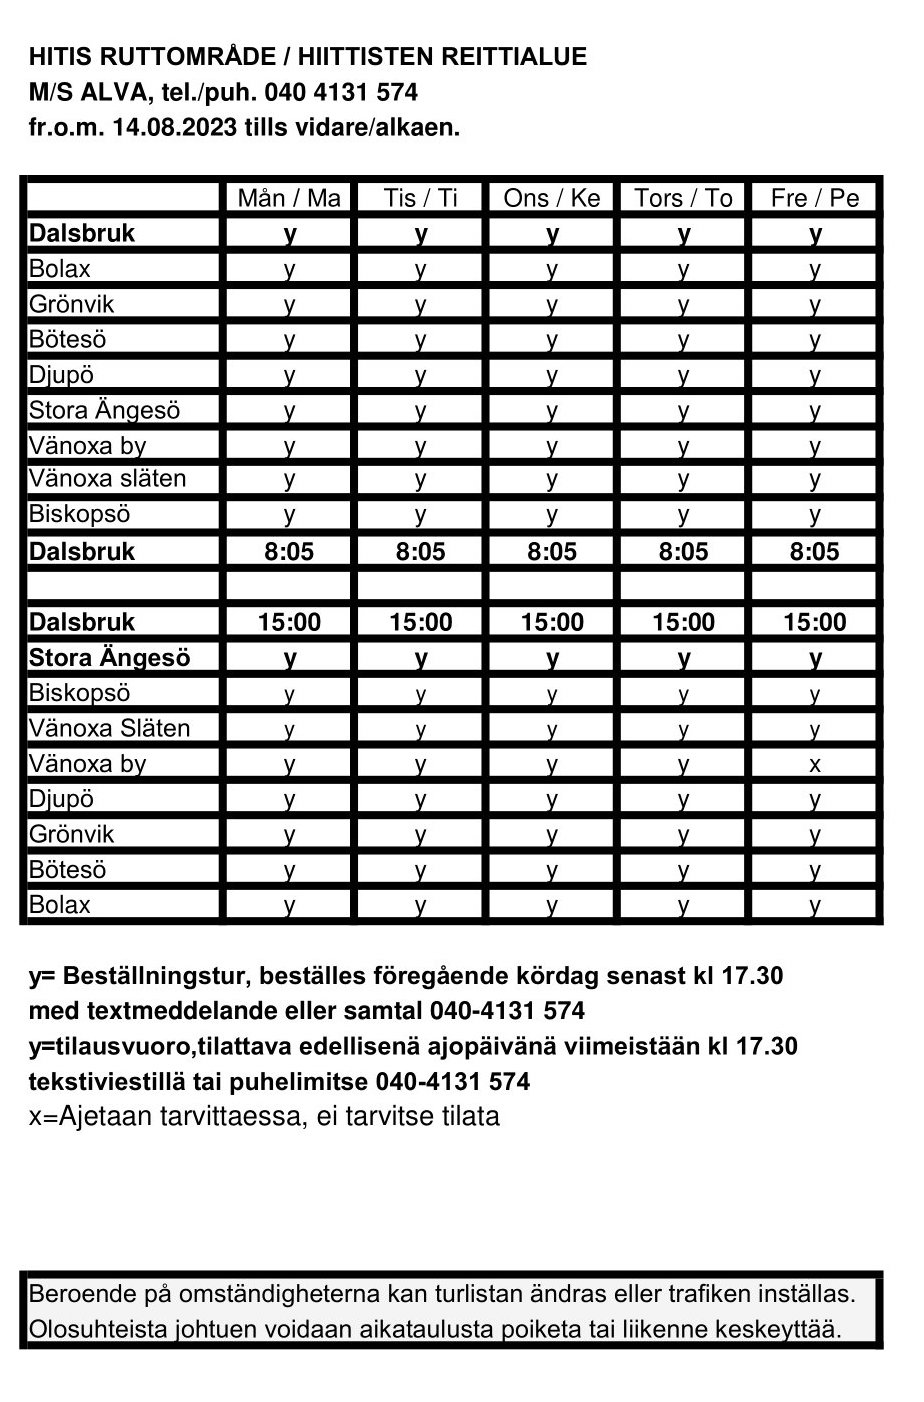 HITIS RUTTOMRÅDE / HIITTISTEN REITTIALUE
M/S ALVA, tel./puh. 040 4131 574
fr.o.m. 14.08.2023 tills vidare/alkaen.
Mån / Ma Tis / Ti Ons / Ke Tors / To Fre / Pe
Dalsbruk y y y y y
Bolax y y y y y
Grönvik y y y y y
Bötesö y y y y y
Djupö y y y y y
Stora Ängesö y y y y y
Vänoxa by y y y y y
Vänoxa släten y y y y y
Biskopsö y y y y y
Dalsbruk 8:05 8:05 8:05 8:05 8:05
Dalsbruk 15:00 15:00 15:00 15:00 15:00
Stora Ängesö y y y y y
Biskopsö y y y y y
Vänoxa Släten y y y y y
Vänoxa by y y y y x
Djupö y y y y y
Grönvik y y y y y
Bötesö y y y y y
Bolax y y y y y
y= Beställningstur, beställes föregående kördag senast kl 17.30
med textmeddelande eller samtal 040-4131 574
y=tilausvuoro,tilattava edellisenä ajopäivänä viimeistään kl 17.30
tekstiviestillä tai puhelimitse 040-4131 574
x=Ajetaan tarvittaessa, ei tarvitse tilata
Beroende på omständigheterna kan turlistan ändras eller trafiken inställas.
Olosuhteista johtuen voidaan aikataulusta poiketa tai liikenne keskeyttää.